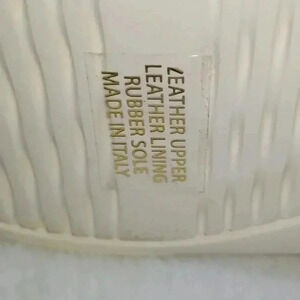 LEATHER UPPER
LEATHER LINING
RUBBER SOLE
MADE IN ITALY